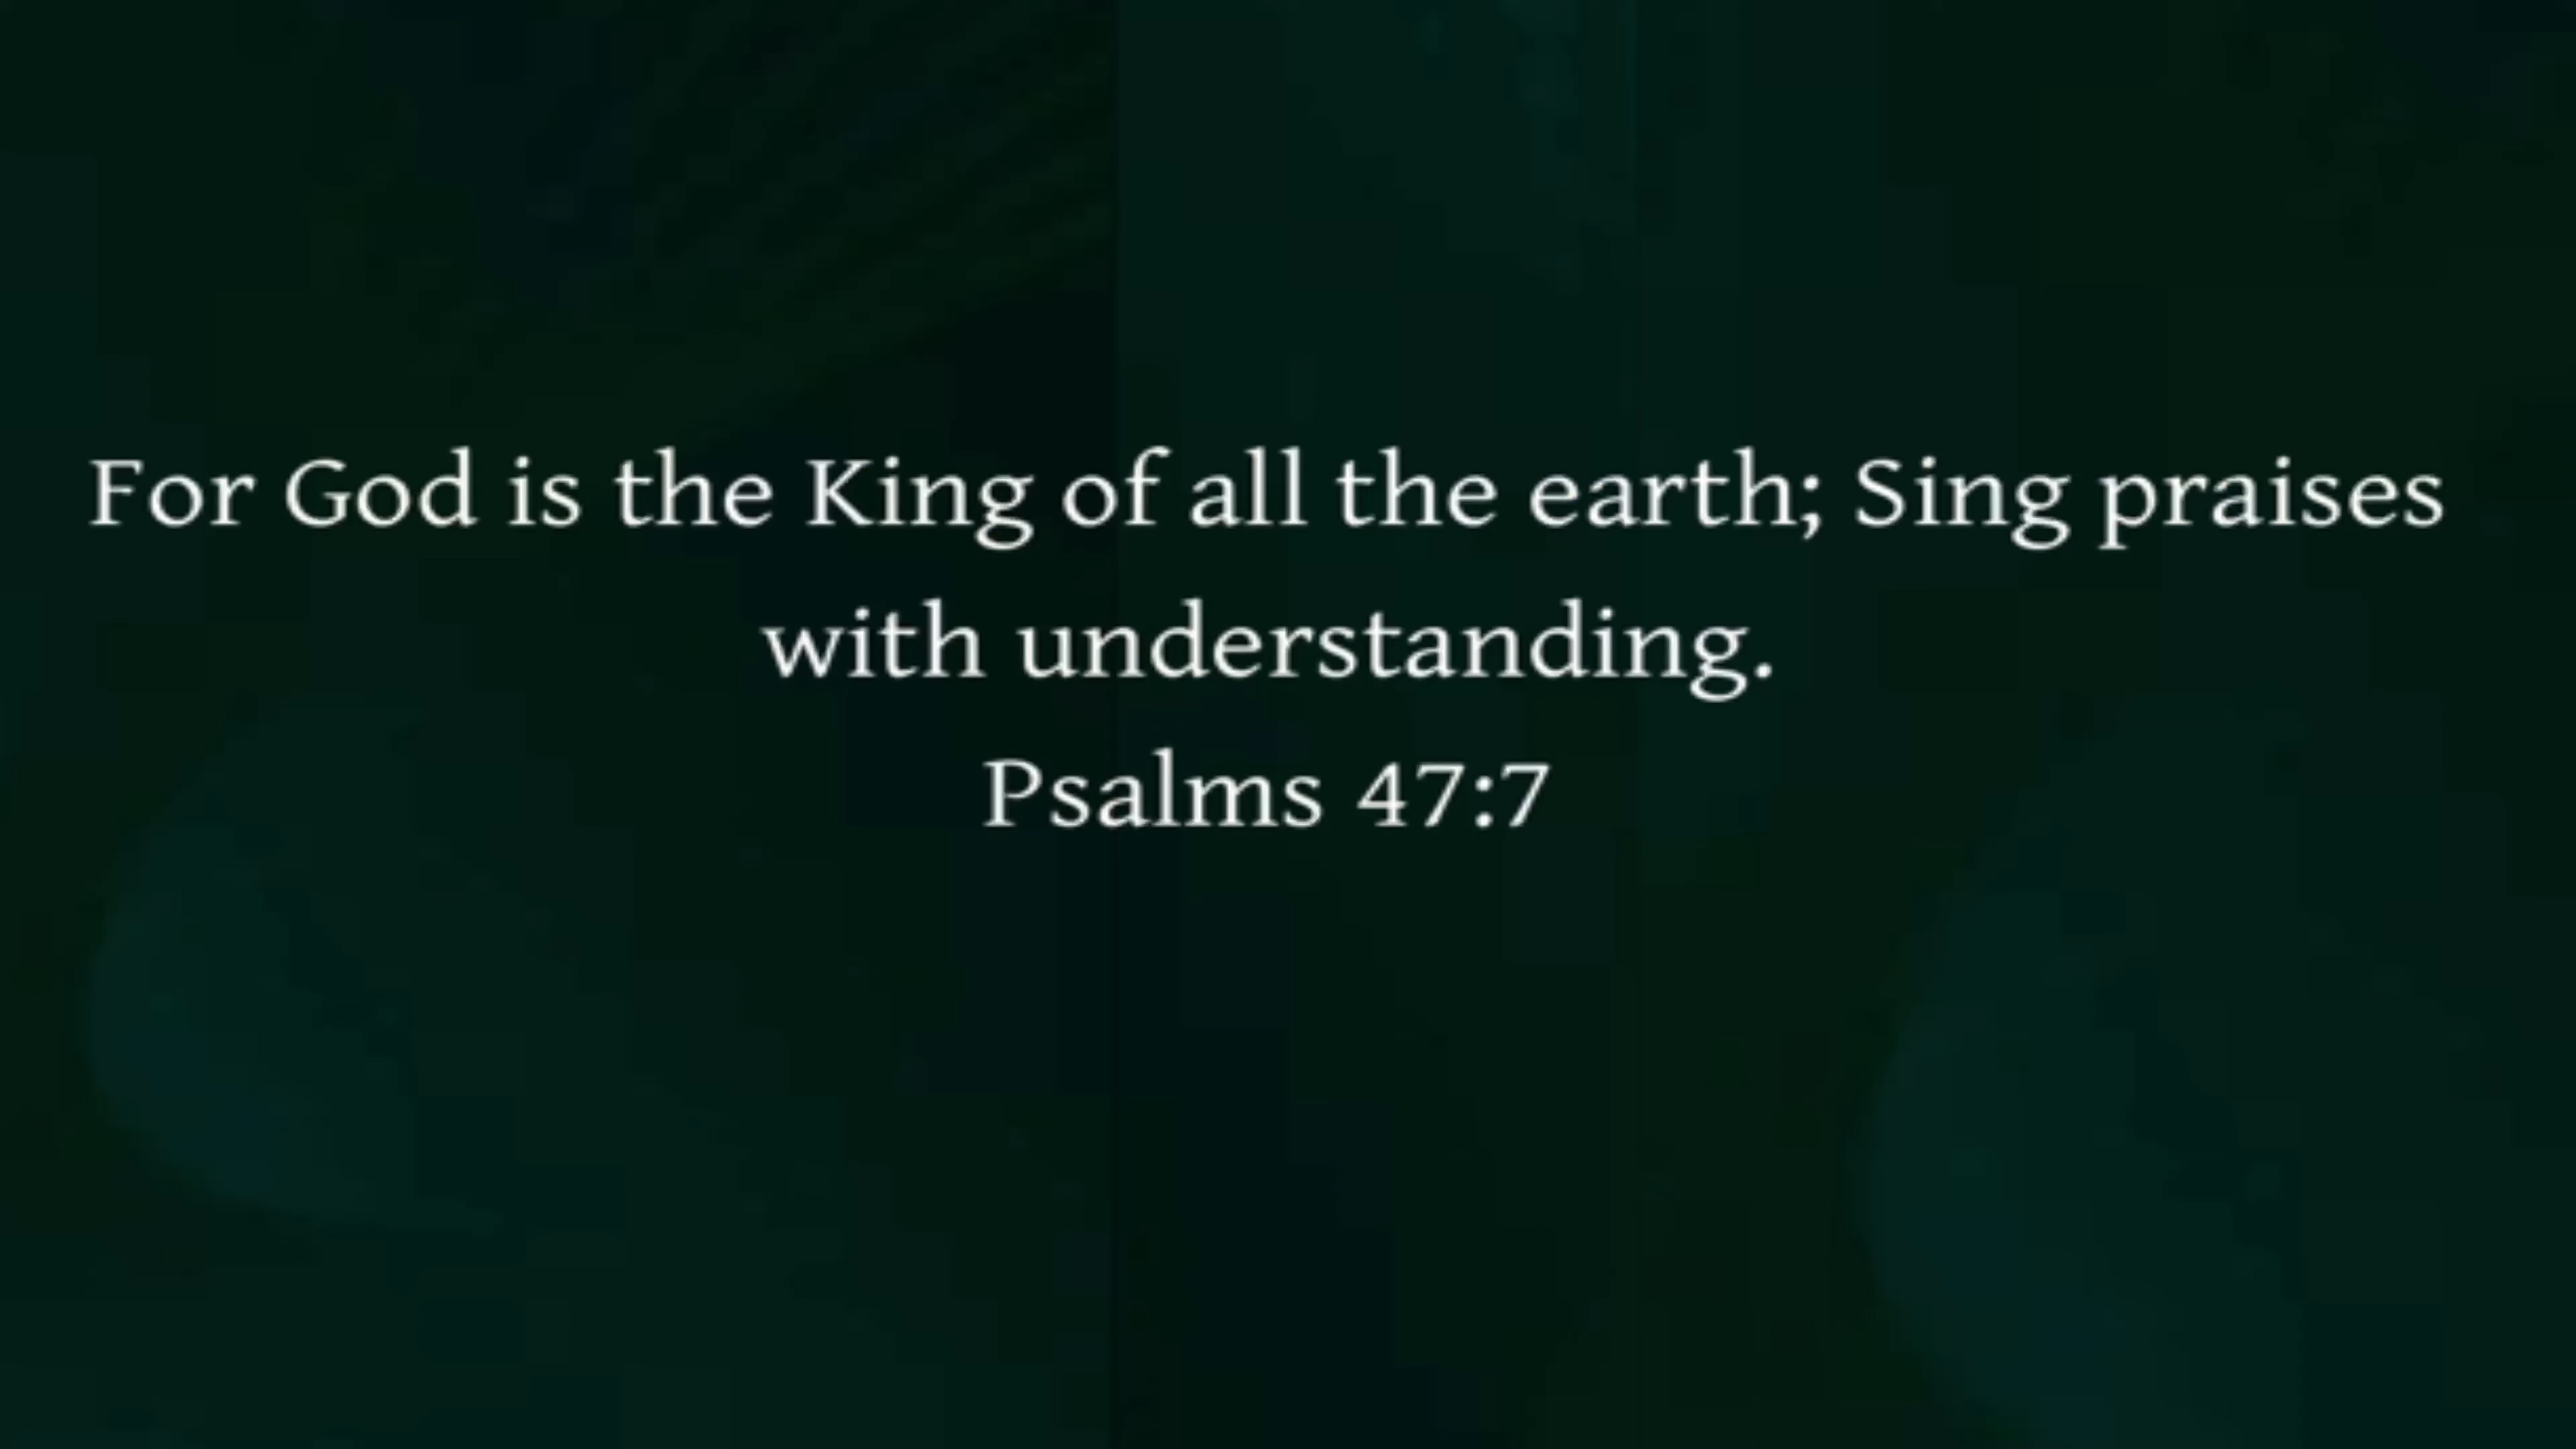 For God is the King of all the earth; Sing praises
with understanding.
Psalms 47:7